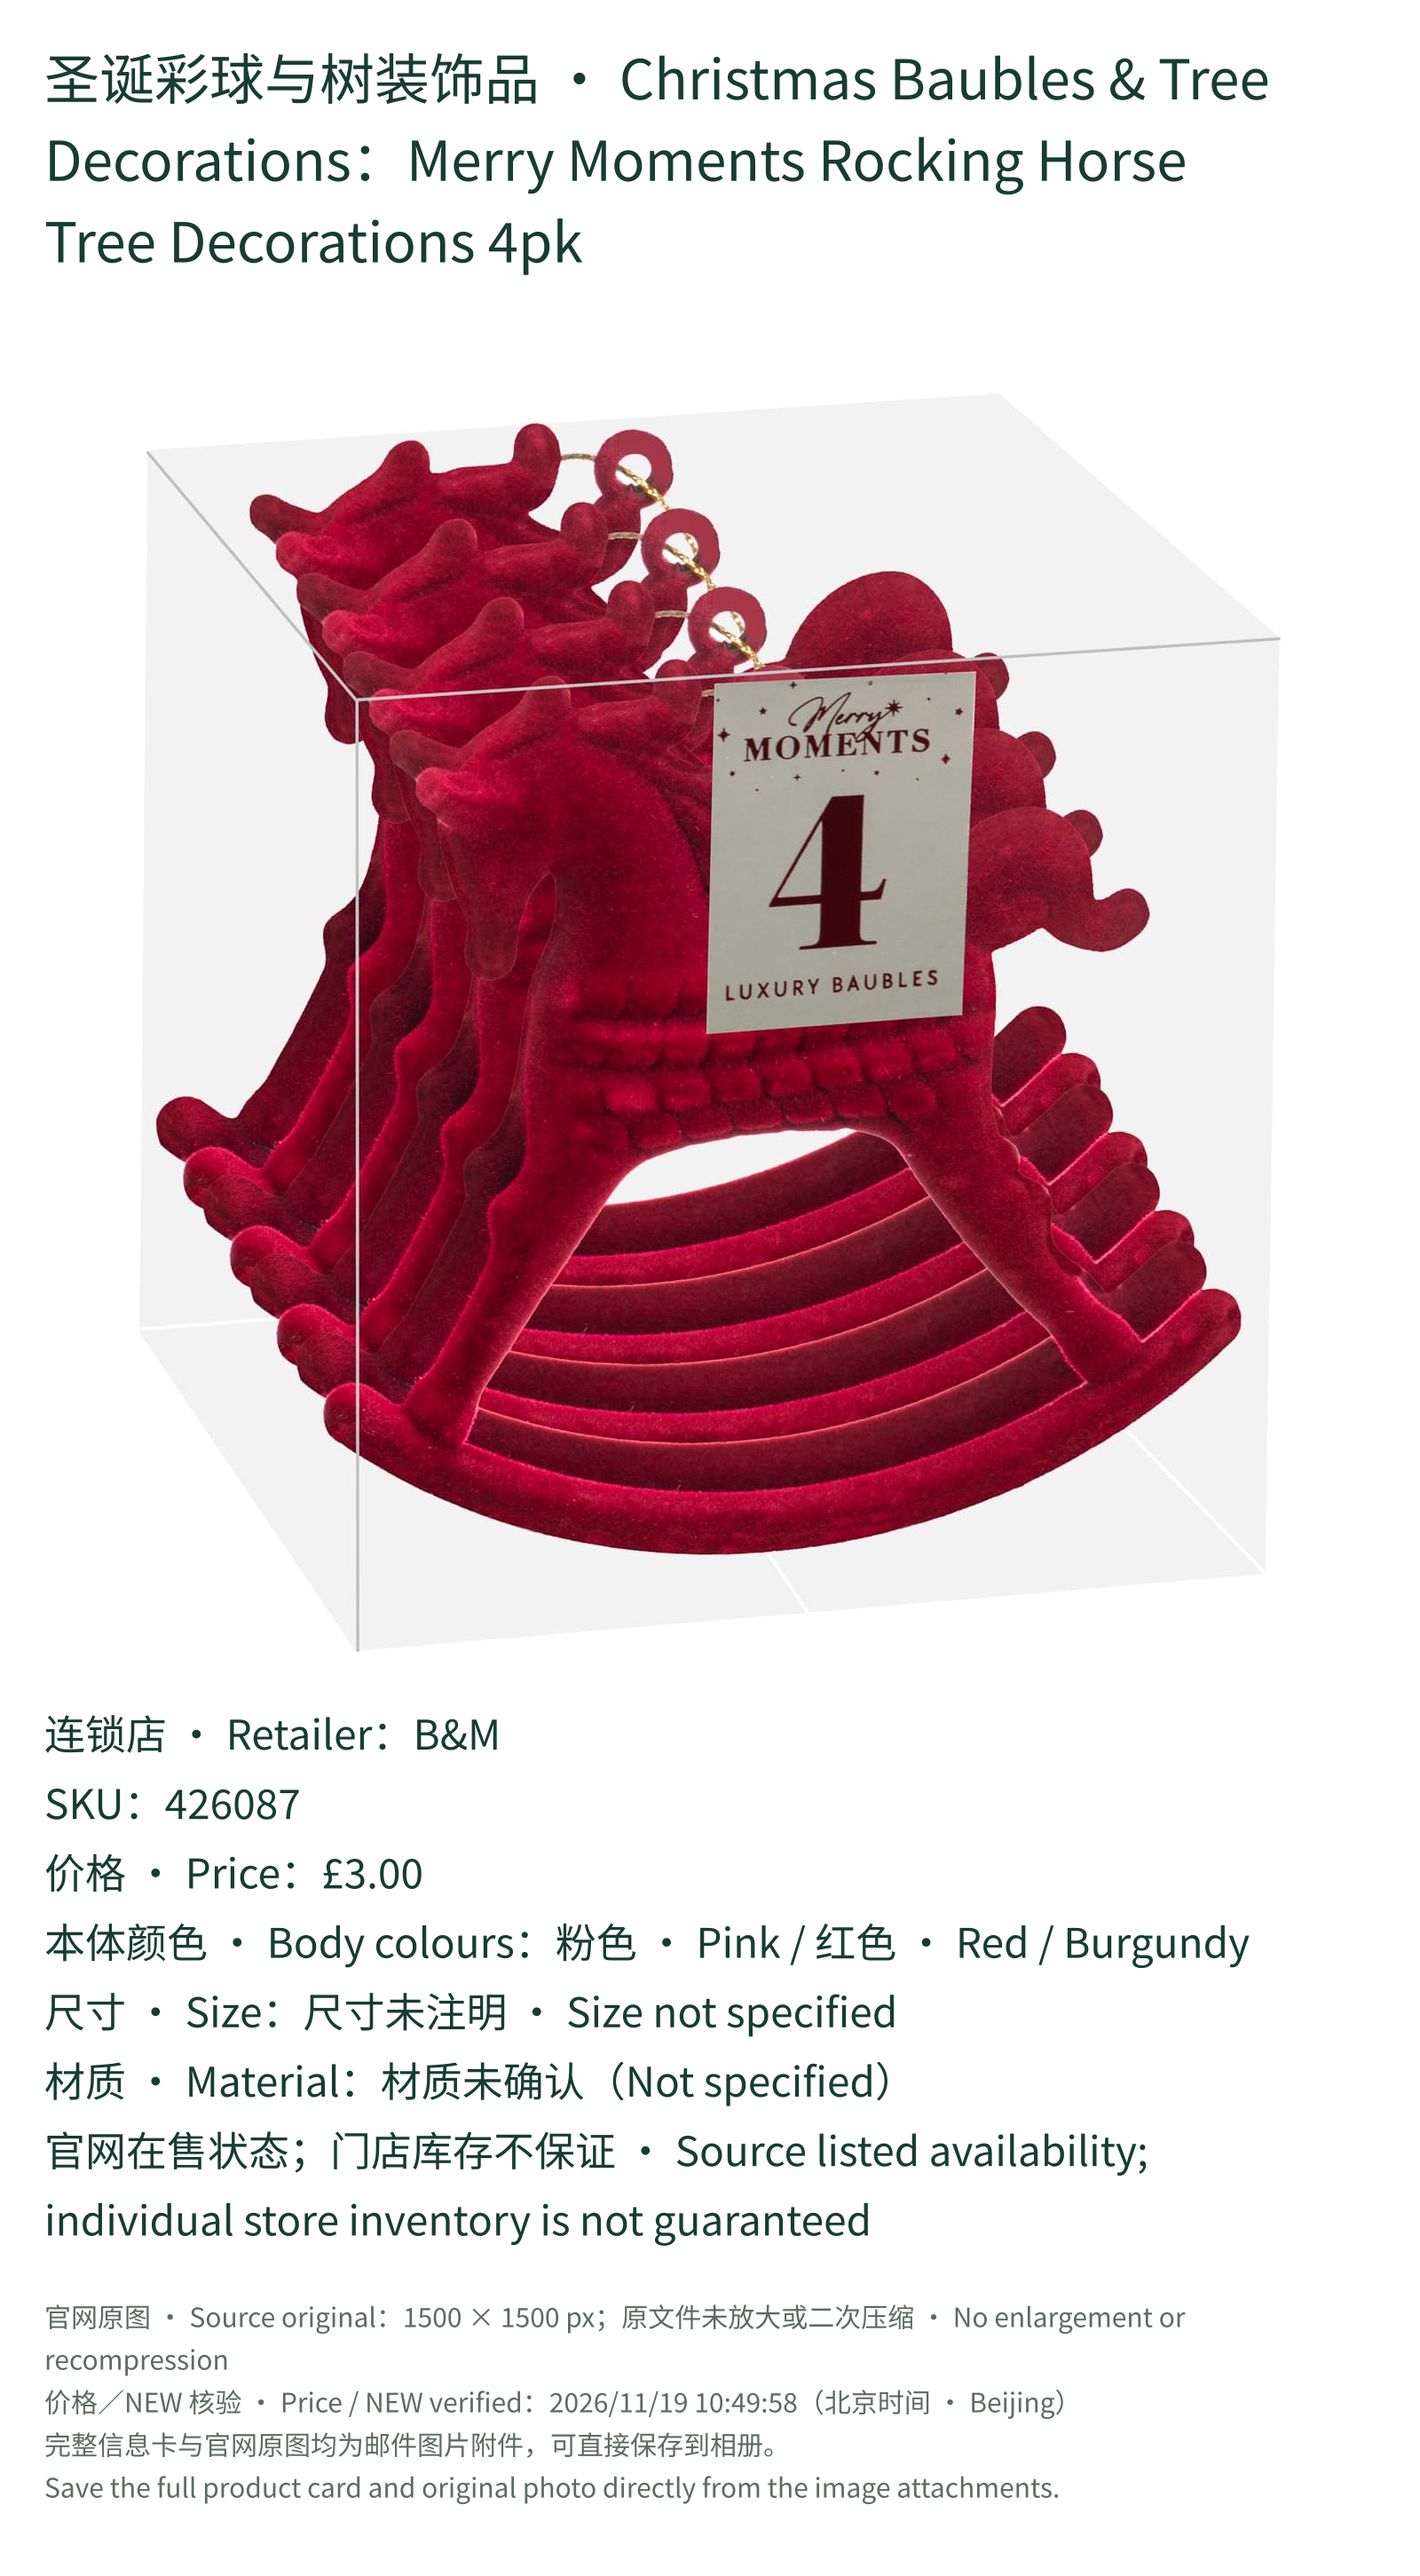 圣诞彩球与树装饰品 · Christmas Baubles & Tree
Decorations：Merry Moments Rocking Horse
Tree Decorations 4pk
Merry
MOMENTS
4
LUXURY BAUBLES
连锁店 · Retailer：B&M
SKU：426087
价格 · Price：£3.00
本体颜色 · Body colours：粉色 · Pink / 红色 · Red / Burgundy
尺寸 · Size：尺寸未注明 · Size not specified
材质 · Material：材质未确认（Not specified）
官网在售状态；门店库存不保证 · Source listed availability;
individual store inventory is not guaranteed
官网原图 · Source original：1500 × 1500 px；原文件未放大或二次压缩 · No enlargement or
recompression
价格／NEW 核验 · Price / NEW verified：2026/11/19 10:49:58（北京时间 · Beijing）
完整信息卡与官网原图均为邮件图片附件，可直接保存到相册。
Save the full product card and original photo directly from the image attachments.